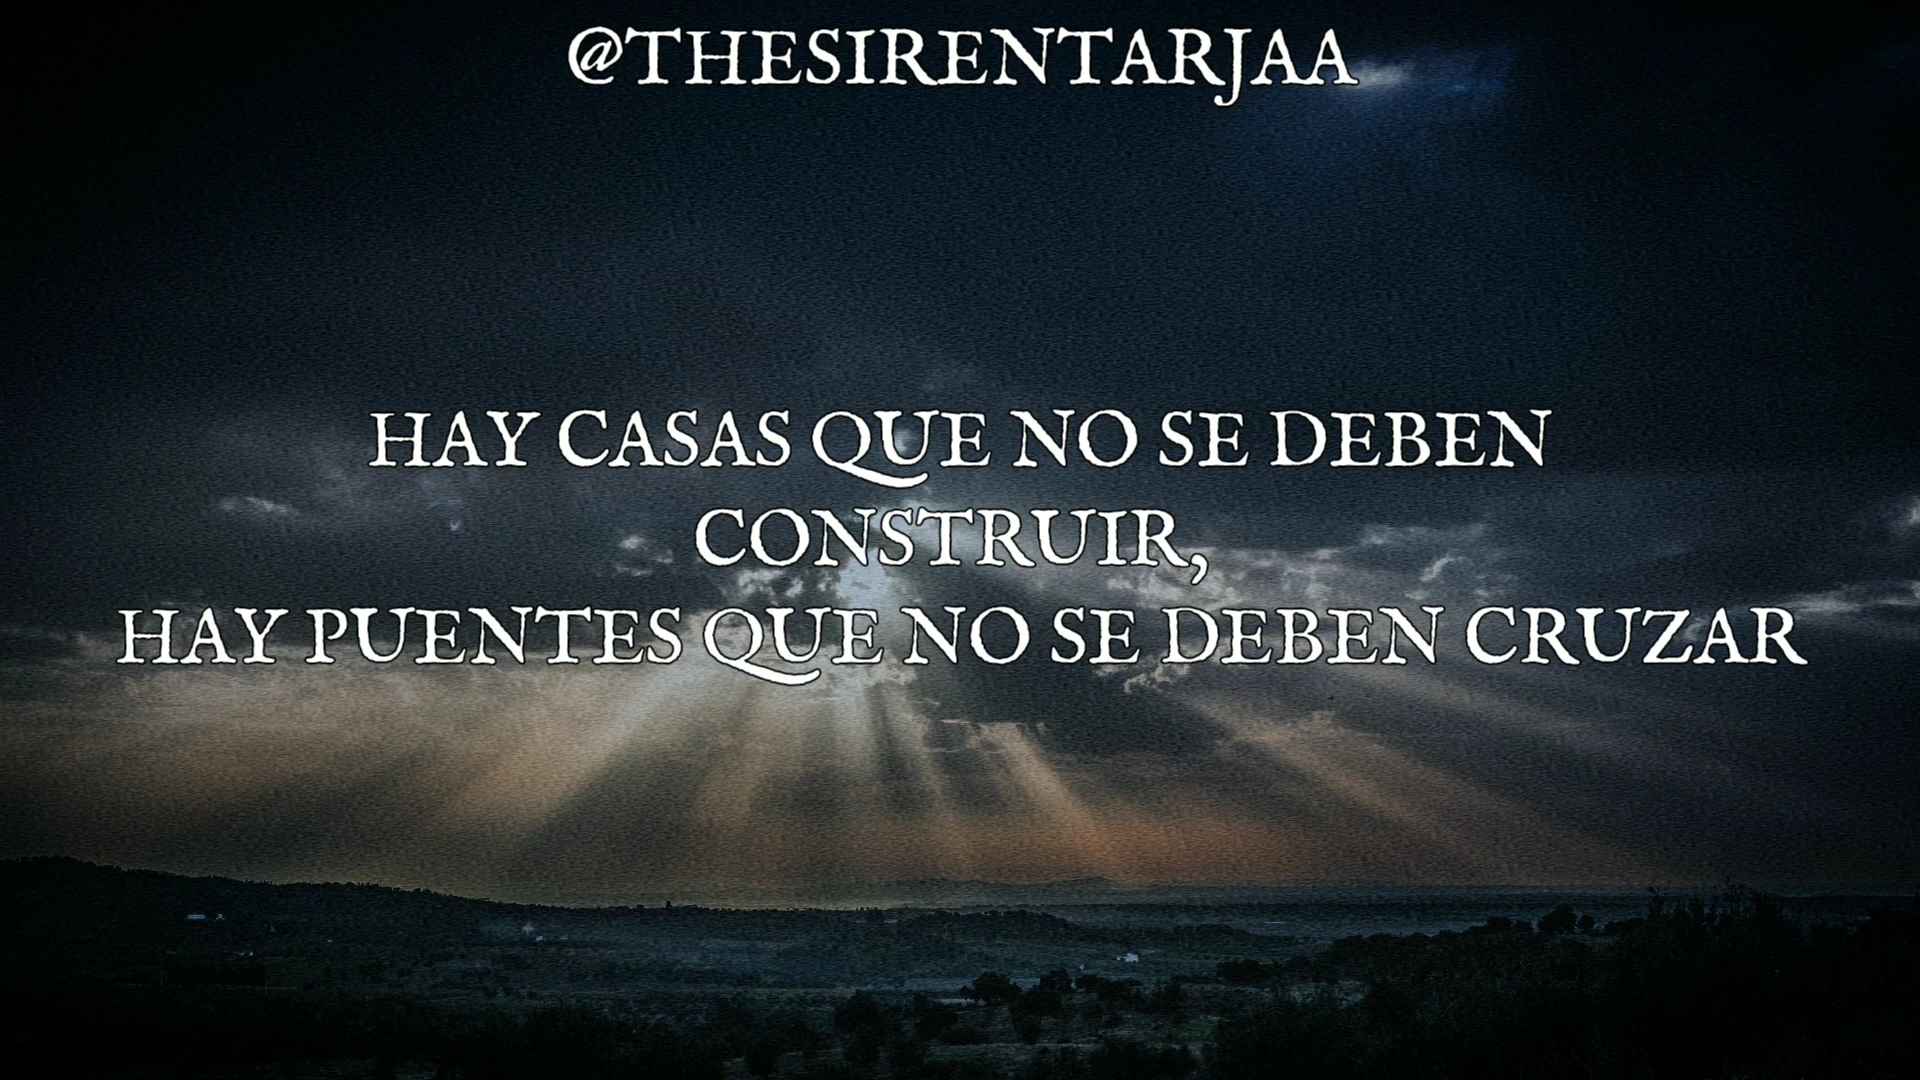 @THESIRENTARJAA
HAY CASAS QUE NO SE DEBEN
CONSTRUIR,
HAY PUENTES QUE NO SE DEBEN CRUZAR